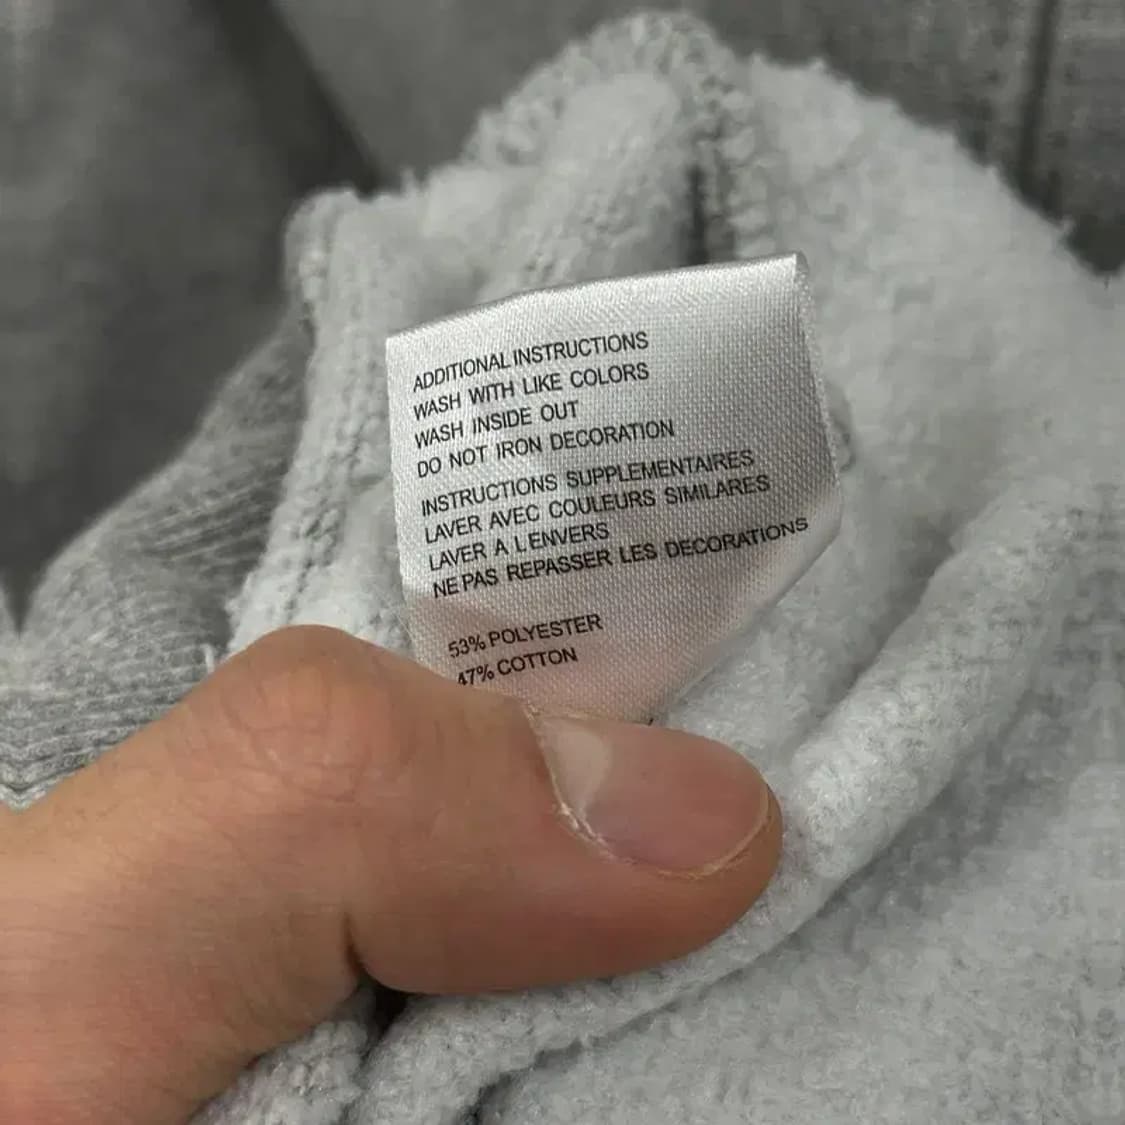 ADDITIONAL INSTRUCTIONS
WASH WITH LIKE COLORS
WASH INSIDE OUT
DO NOT IRON DECORATION
INSTRUCTIONS SUPPLEMENTAIRES
LAVER AVEC COULEURS SIMILARES
LAVER A L ENVERS
NE PAS REPASSER LES DECORATIONS
53% POLYESTER
47% COTTON